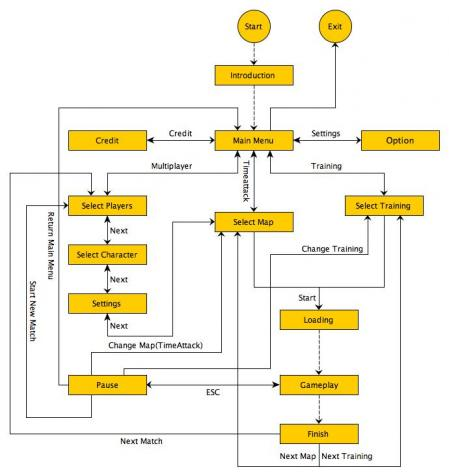 Start
Exit
Introduction
Credit
Credit
Main Menu
Settings
Option
Multiplayer
Timeattack
Training
Select Players
Select Map
Select Training
Next
Return Main Menu
Select Character
Change Training
Next
Settings
Start
Start New Match
Next
Loading
Change Map(TimeAttack)
Pause
ESC
Gameplay
Finish
Next Match
Next Map
Next Training